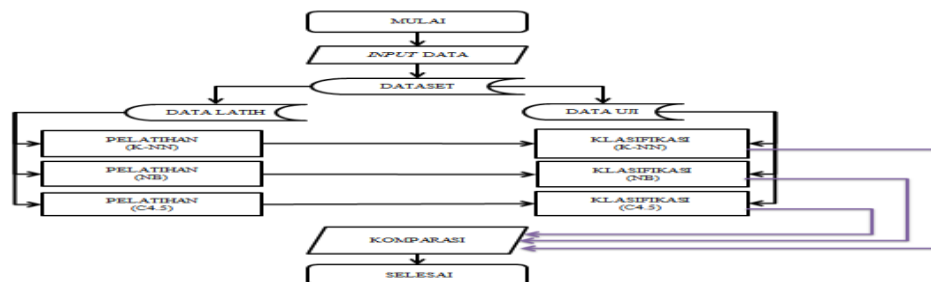 MULAI
INPUT DATA
DATASET
DATA LATIH
DATA UJI
PELATIHAN
(K-NN)
KLASIFIKASI
(K-NN)
PELATIHAN
(NB)
KLASIFIKASI
(NB)
PELATIHAN
(C4.5)
KLASIFIKASI
(C4.5)
KOMPARASI
SELESAI